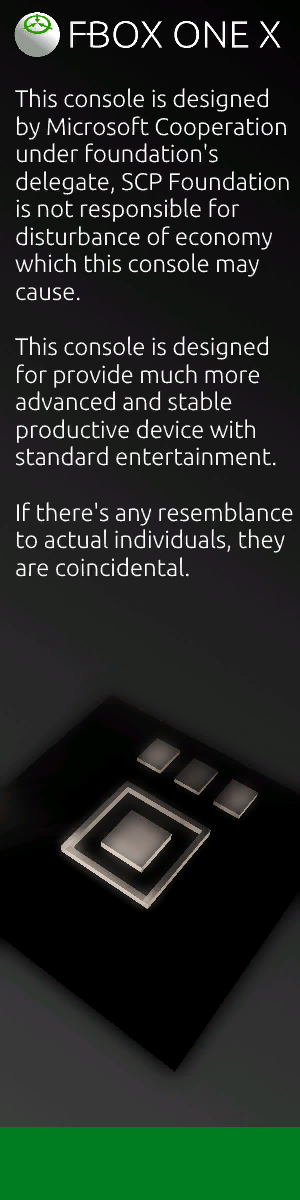 FBOX ONE X
This console is designed
by Microsoft Cooperation
under foundation's
delegate, SCP Foundation
is not responsible for
disturbance of economy
which this console may
cause.
This console is designed
for provide much more
advanced and stable
productive device with
standard entertainment.
If there's any resemblance
to actual individuals, they
are coincidental.